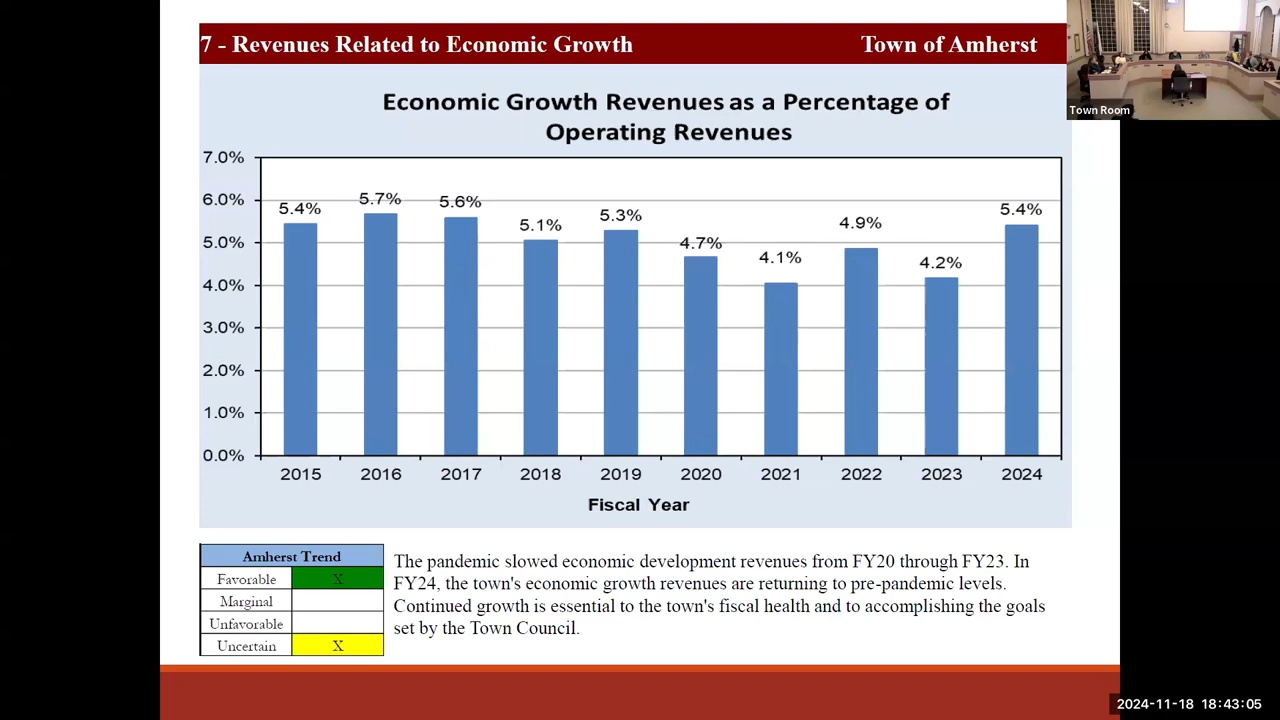 7 - Revenues Related to Economic Growth Town of Amherst
Town Room
Economic Growth Revenues as a Percentage of
Operating Revenues
7.0%
6.0%
5.0%
4.0%
3.0%
2.0%
1.0%
0.0%
5.4% 5.7% 5.6% 5.1% 5.3% 4.7% 4.1% 4.9% 4.2% 5.4%
2015 2016 2017 2018 2019 2020 2021 2022 2023 2024
Fiscal Year
Amherst Trend
Favorable X
Marginal
Unfavorable
Uncertain X
The pandemic slowed economic development revenues from FY20 through FY23. In
FY24, the town's economic growth revenues are returning to pre-pandemic levels.
Continued growth is essential to the town's fiscal health and to accomplishing the goals
set by the Town Council.
2024-11-18 18:43:05